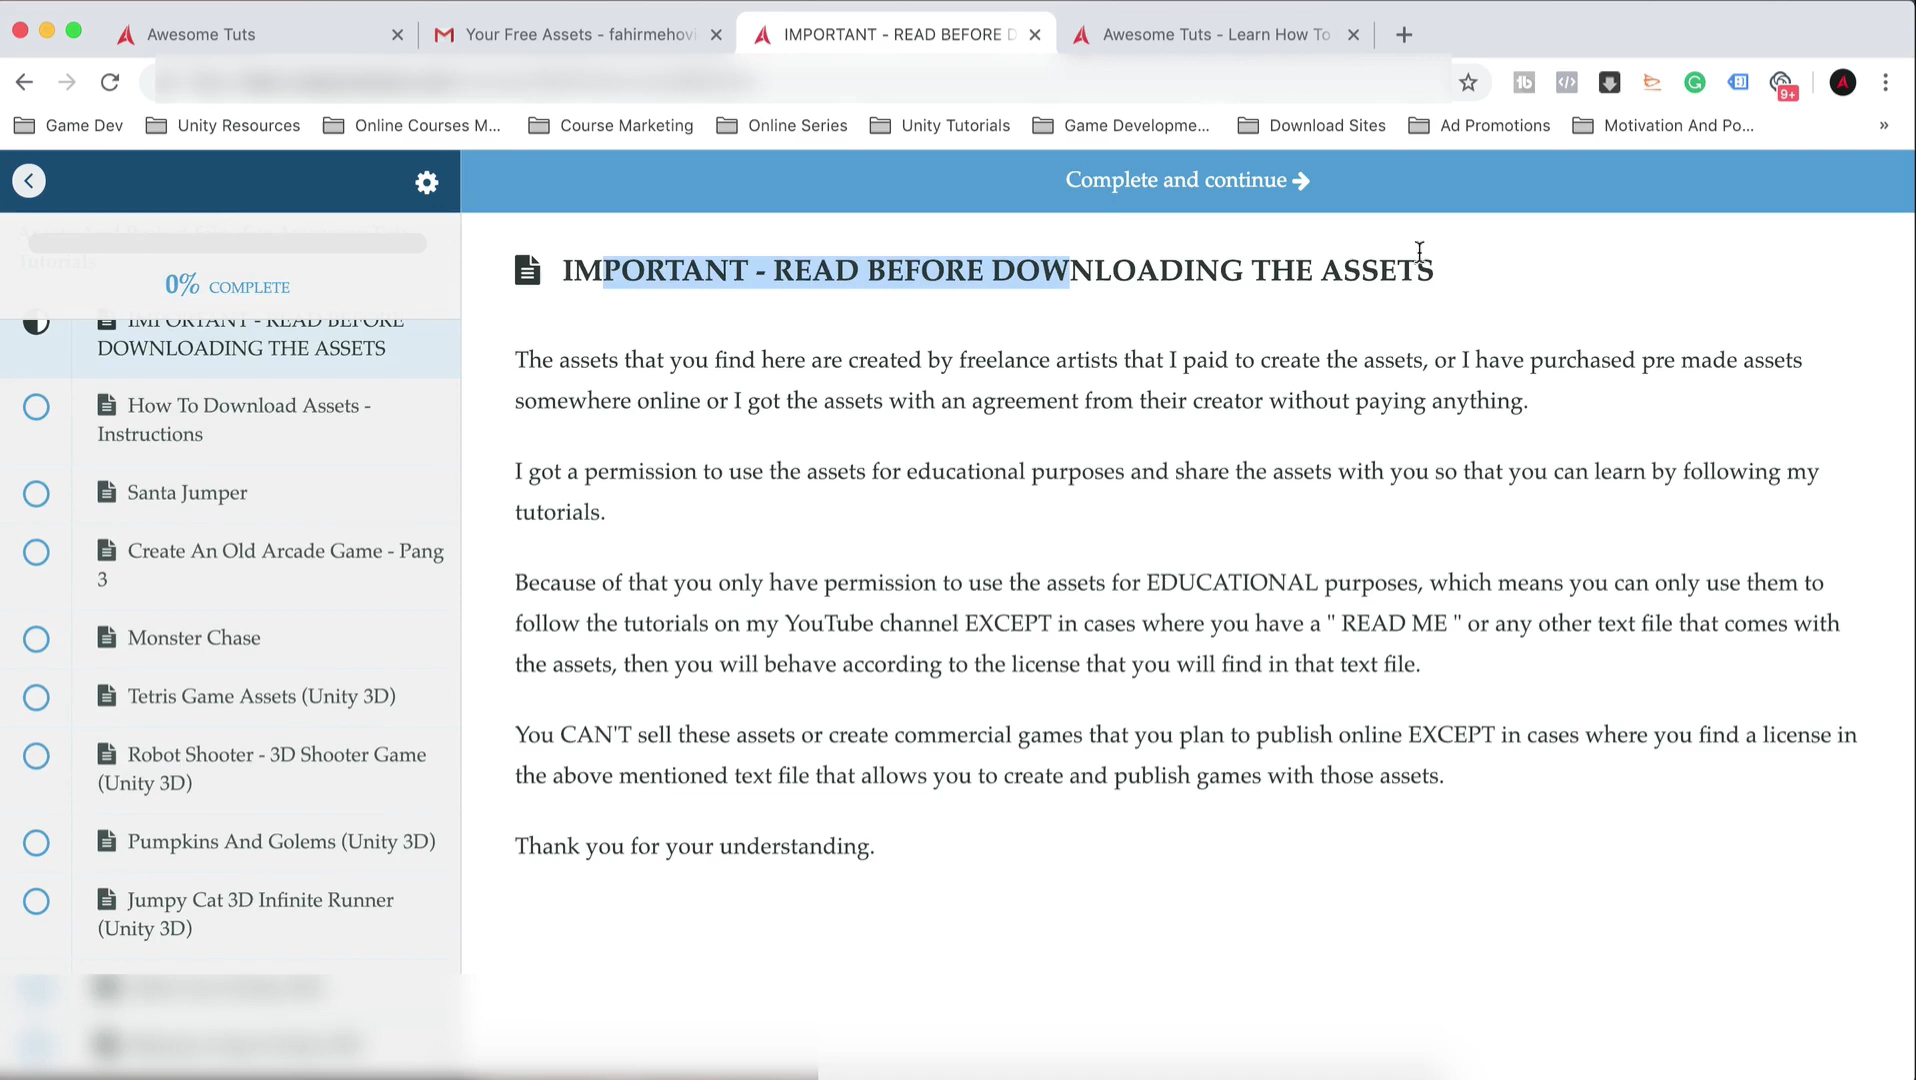 Awesome Tuts
Your Free Assets - fahirmehovi
IMPORTANT - READ BEFORE D
Awesome Tuts - Learn How To
9+
Game Dev
Unity Resources
Online Courses M...
Course Marketing
Online Series
Unity Tutorials
Game Developme...
Download Sites
Ad Promotions
Motivation And Po...
»
Complete and continue
0% COMPLETE
IMPORTANT - READ BEFORE
DOWNLOADING THE ASSETS
How To Download Assets -
Instructions
Santa Jumper
Create An Old Arcade Game - Pang
3
Monster Chase
Tetris Game Assets (Unity 3D)
Robot Shooter - 3D Shooter Game
(Unity 3D)
Pumpkins And Golems (Unity 3D)
Jumpy Cat 3D Infinite Runner
(Unity 3D)
IMPORTANT - READ BEFORE DOWNLOADING THE ASSETS
The assets that you find here are created by freelance artists that I paid to create the assets, or I have purchased pre made assets
somewhere online or I got the assets with an agreement from their creator without paying anything.
I got a permission to use the assets for educational purposes and share the assets with you so that you can learn by following my
tutorials.
Because of that you only have permission to use the assets for EDUCATIONAL purposes, which means you can only use them to
follow the tutorials on my YouTube channel EXCEPT in cases where you have a " READ ME " or any other text file that comes with
the assets, then you will behave according to the license that you will find in that text file.
You CAN'T sell these assets or create commercial games that you plan to publish online EXCEPT in cases where you find a license in
the above mentioned text file that allows you to create and publish games with those assets.
Thank you for your understanding.